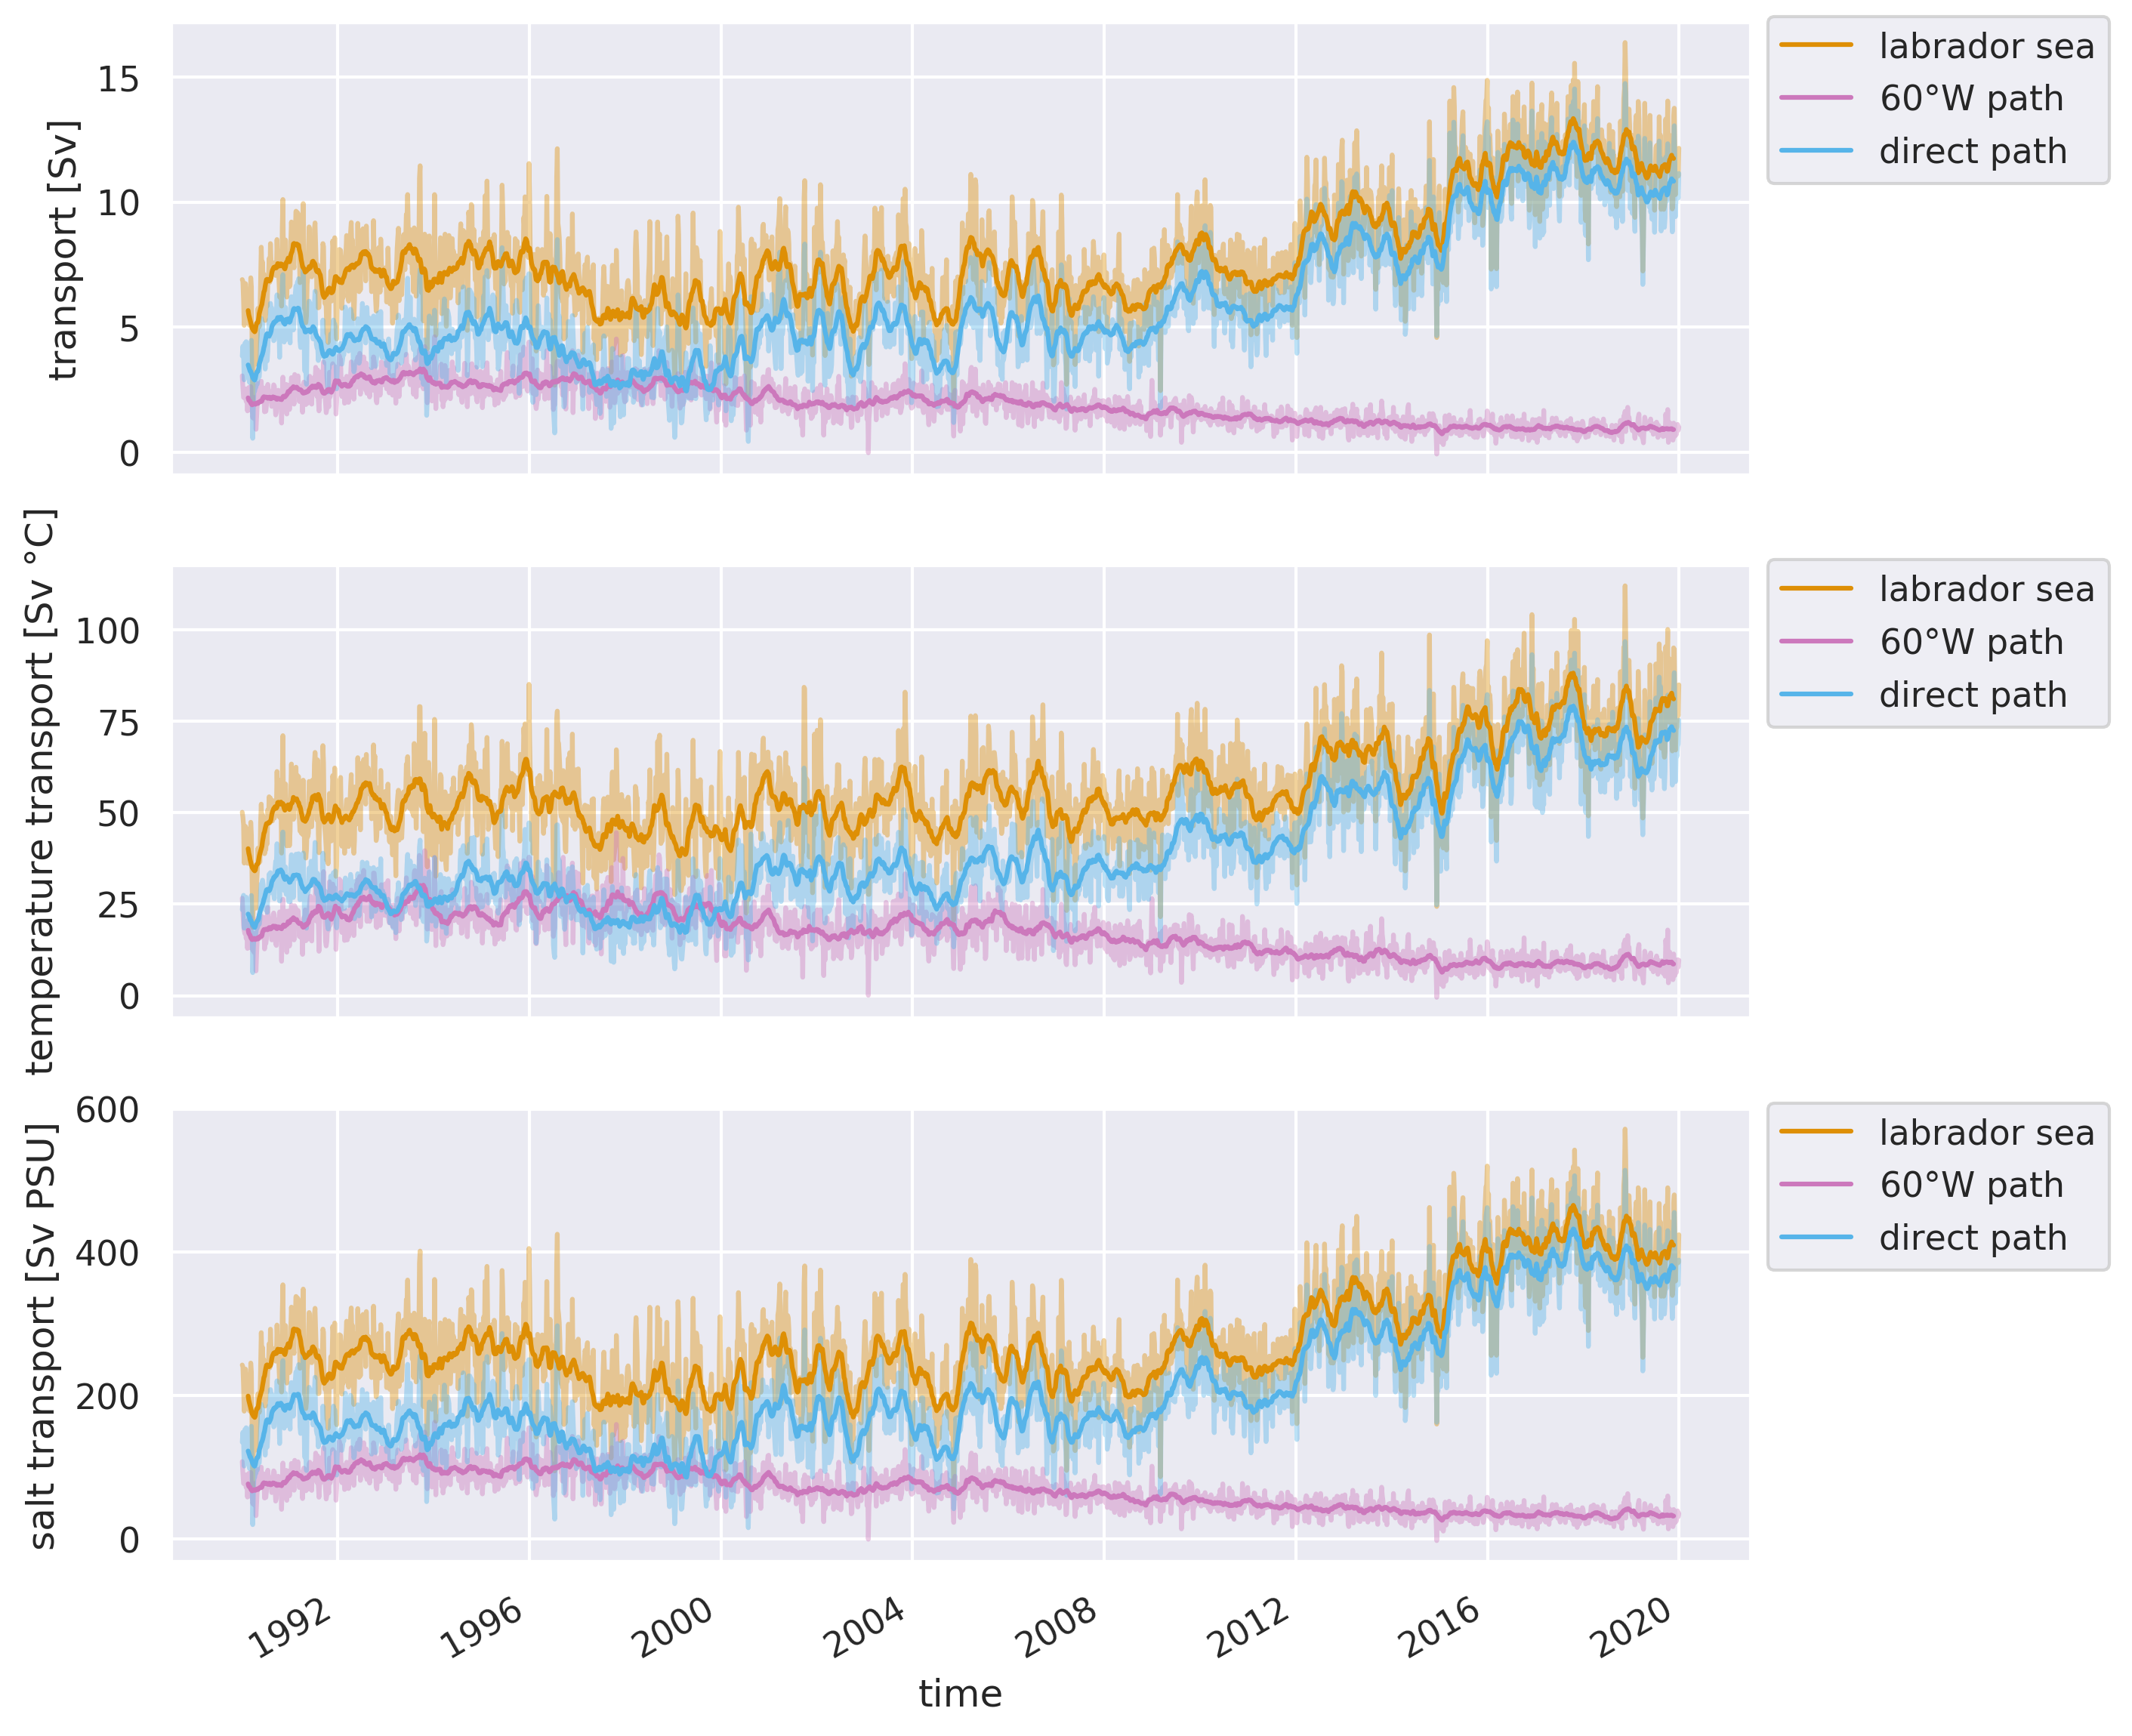 transport [Sv]
15
10
5
0
labrador sea
60°W path
direct path
temperature transport [Sv °C]
100
75
50
25
0
labrador sea
60°W path
direct path
salt transport [Sv PSU]
600
400
200
0
labrador sea
60°W path
direct path
1992 1996 2000 2004 2008 2012 2016 2020
time